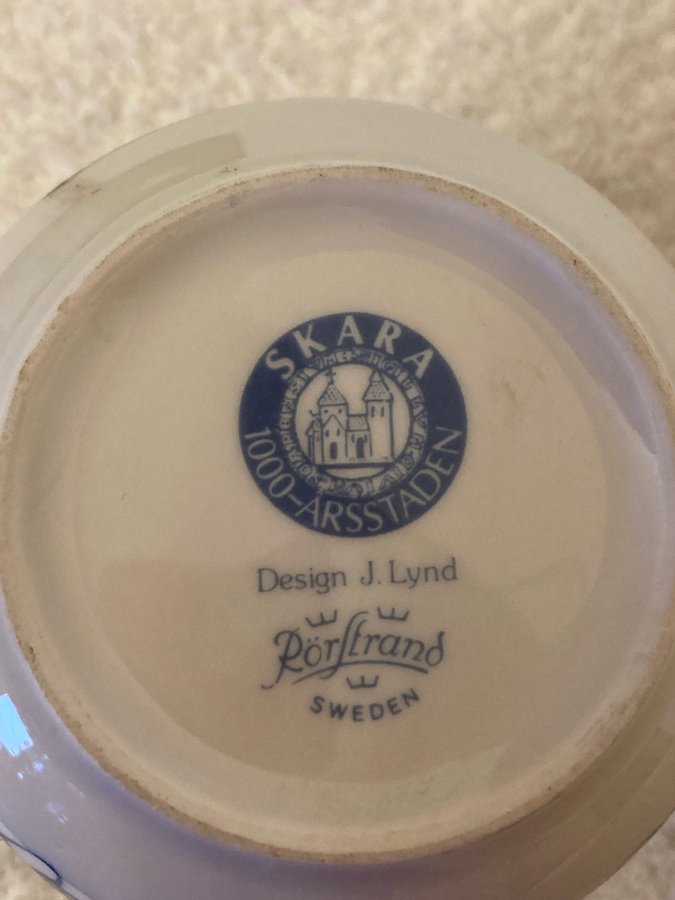 SKARA
1000-ÅRSSTADEN
Design J. Lynd
Rörstrand
SWEDEN